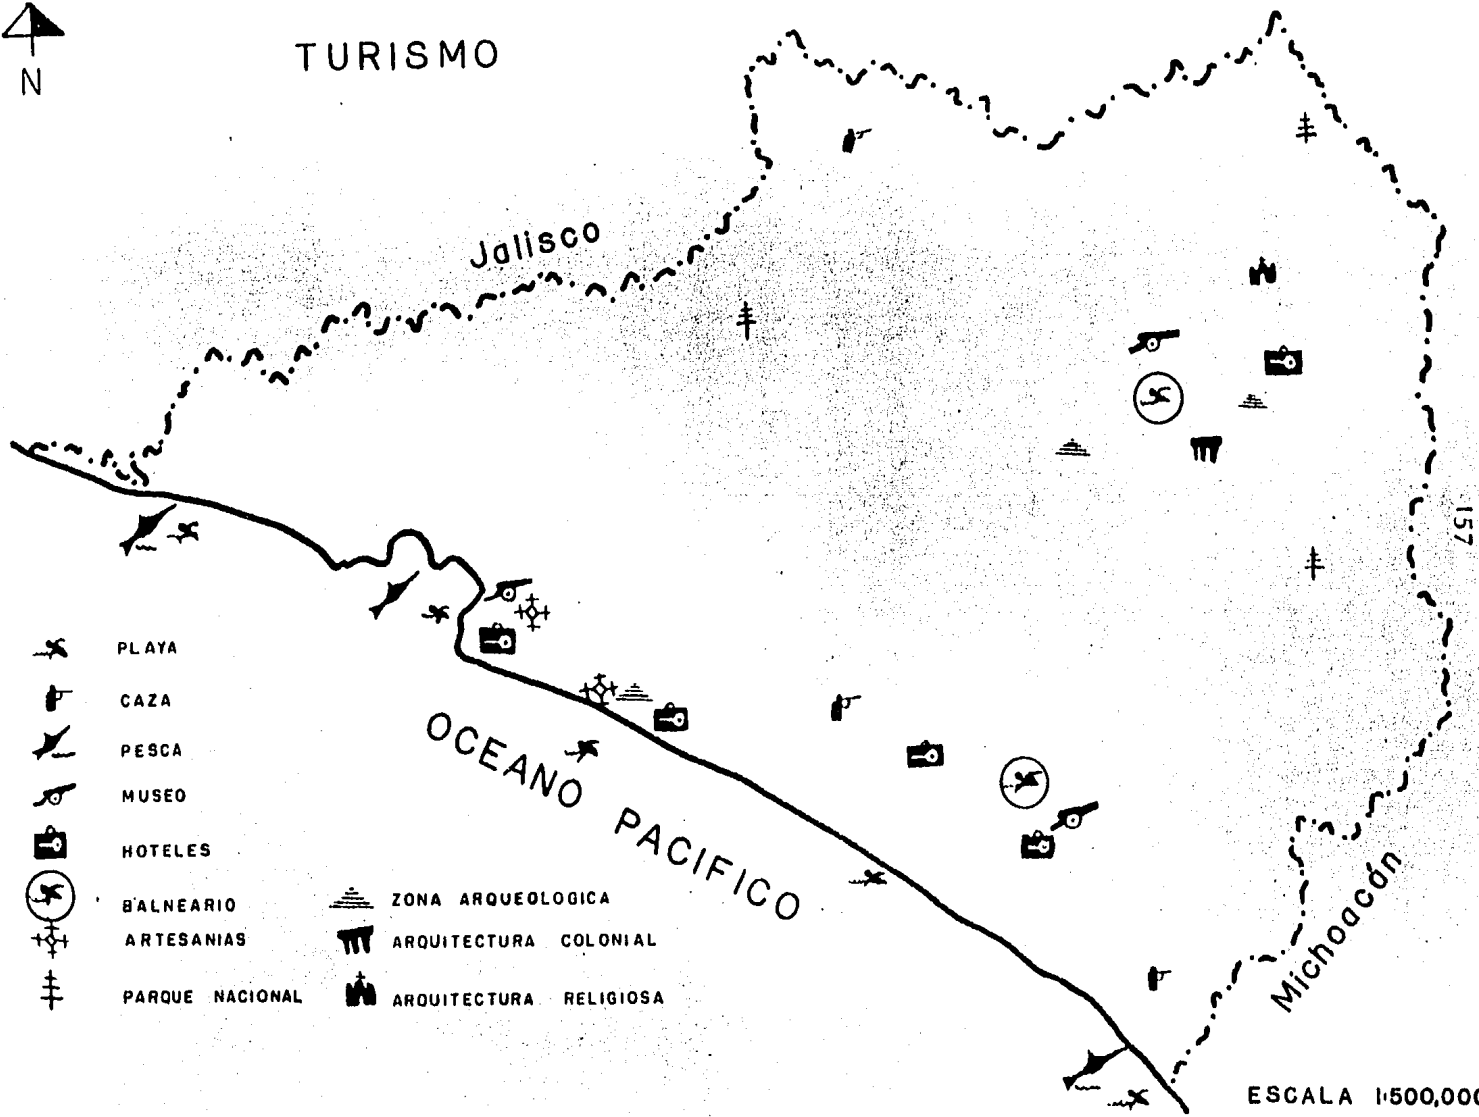 TURISMO
N
Jalisco
157
PLAYA
CAZA
PESCA
MUSEO
HOTELES
BALNEARIO
ARTESANIAS
PARQUE NACIONAL
ZONA ARQUEOLOGICA
ARQUITECTURA COLONIAL
ARQUITECTURA RELIGIOSA
OCEANO PACIFICO
Michoacán
ESCALA 1:500,000